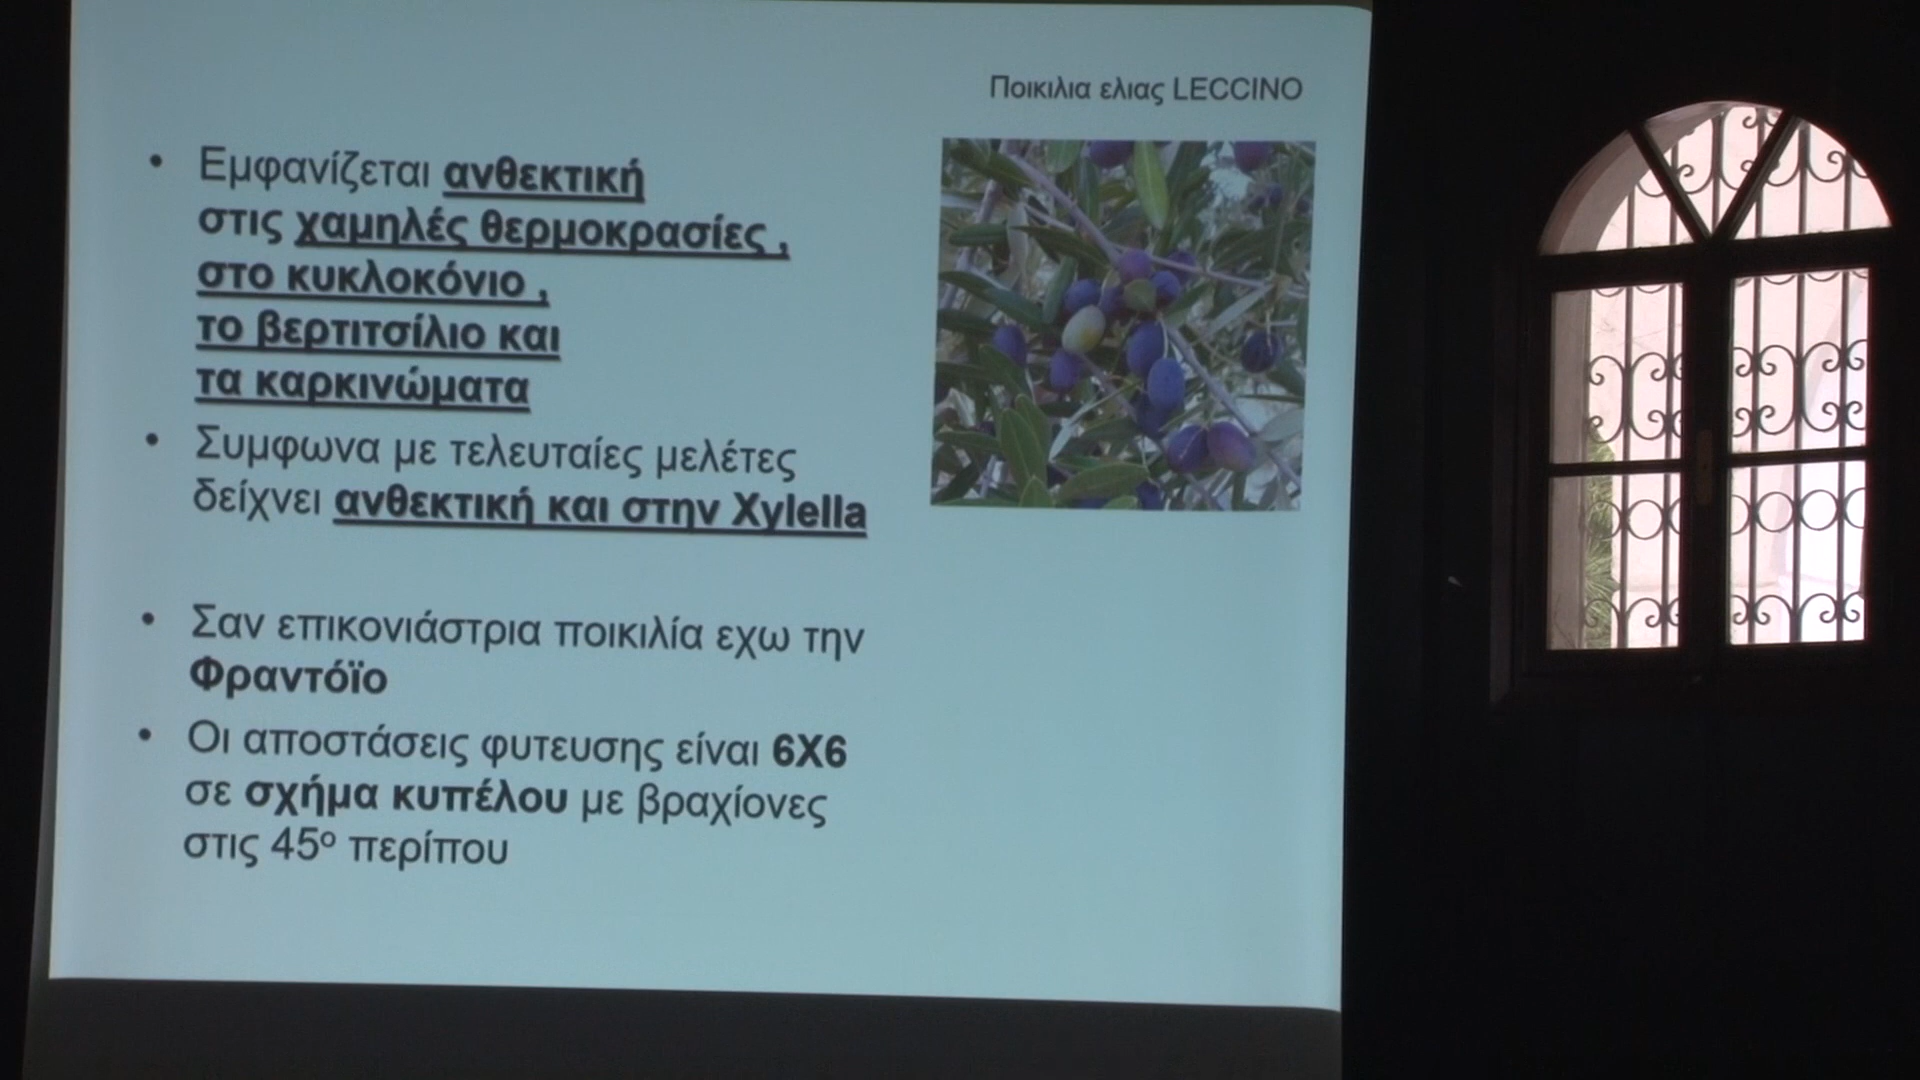 Ποικιλια ελιας LECCINO
• Εμφανίζεται ανθεκτική
στις χαμηλές θερμοκρασίες ,
στο κυκλοκόνιο ,
το βερτιτσίλιο και
τα καρκινώματα
• Συμφωνα με τελευταίες μελέτες
δείχνει ανθεκτική και στην Xylella
• Σαν επικονιάστρια ποικιλία εχω την
Φραντόϊο
• Οι αποστάσεις φυτευσης είναι 6Χ6
σε σχήμα κυπέλου με βραχίονες
στις 45º περίπου